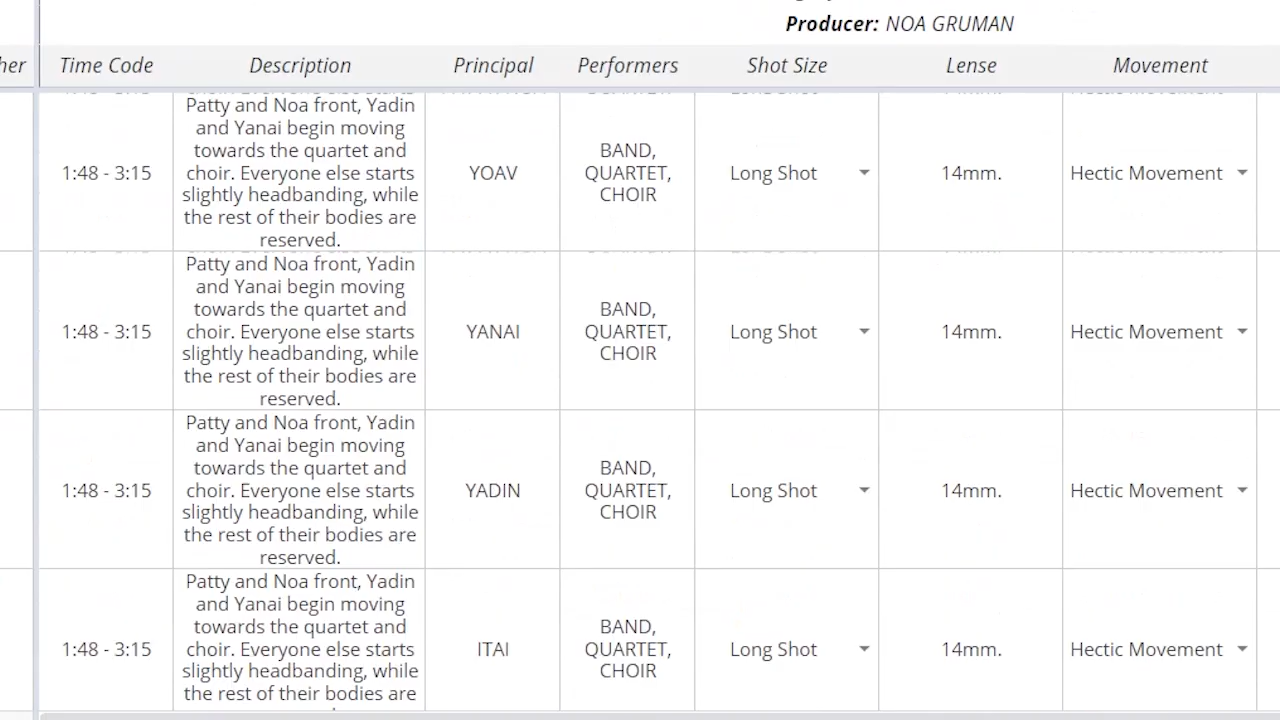 Producer: NOA GRUMAN
her Time Code Description Principal Performers Shot Size Lense Movement
Patty and Noa front, Yadin
and Yanai begin moving
towards the quartet and
choir. Everyone else starts
slightly headbanding, while
the rest of their bodies are
reserved.
1:48 - 3:15
YOAV
BAND,
QUARTET,
CHOIR
Long Shot
14mm.
Hectic Movement
Patty and Noa front, Yadin
and Yanai begin moving
towards the quartet and
choir. Everyone else starts
slightly headbanding, while
the rest of their bodies are
reserved.
1:48 - 3:15
YANAI
BAND,
QUARTET,
CHOIR
Long Shot
14mm.
Hectic Movement
Patty and Noa front, Yadin
and Yanai begin moving
towards the quartet and
choir. Everyone else starts
slightly headbanding, while
the rest of their bodies are
reserved.
1:48 - 3:15
YADIN
BAND,
QUARTET,
CHOIR
Long Shot
14mm.
Hectic Movement
Patty and Noa front, Yadin
and Yanai begin moving
towards the quartet and
choir. Everyone else starts
slightly headbanding, while
the rest of their bodies are
1:48 - 3:15
ITAI
BAND,
QUARTET,
CHOIR
Long Shot
14mm.
Hectic Movement